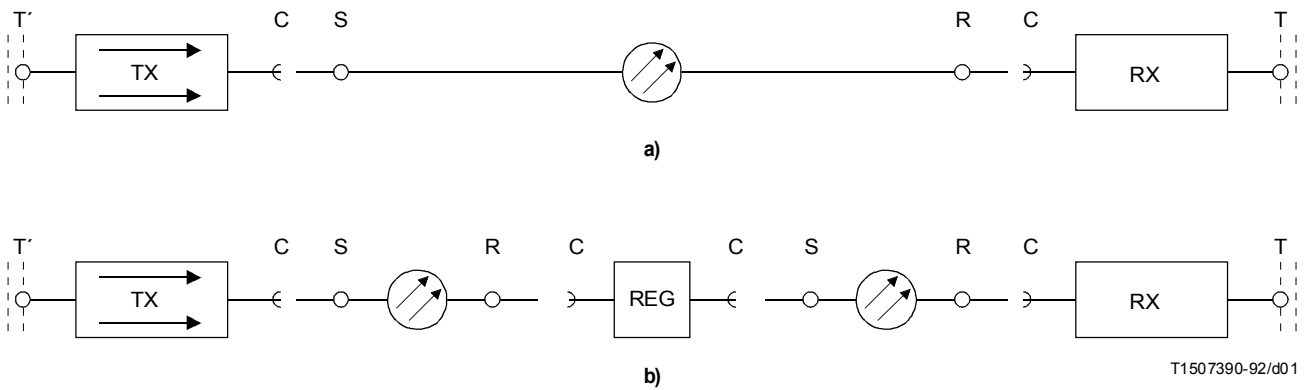 T´ C S R C T
TX RX
a)
T´ C S R C C S R C T
TX REG RX
b)
T1507390-92/d01